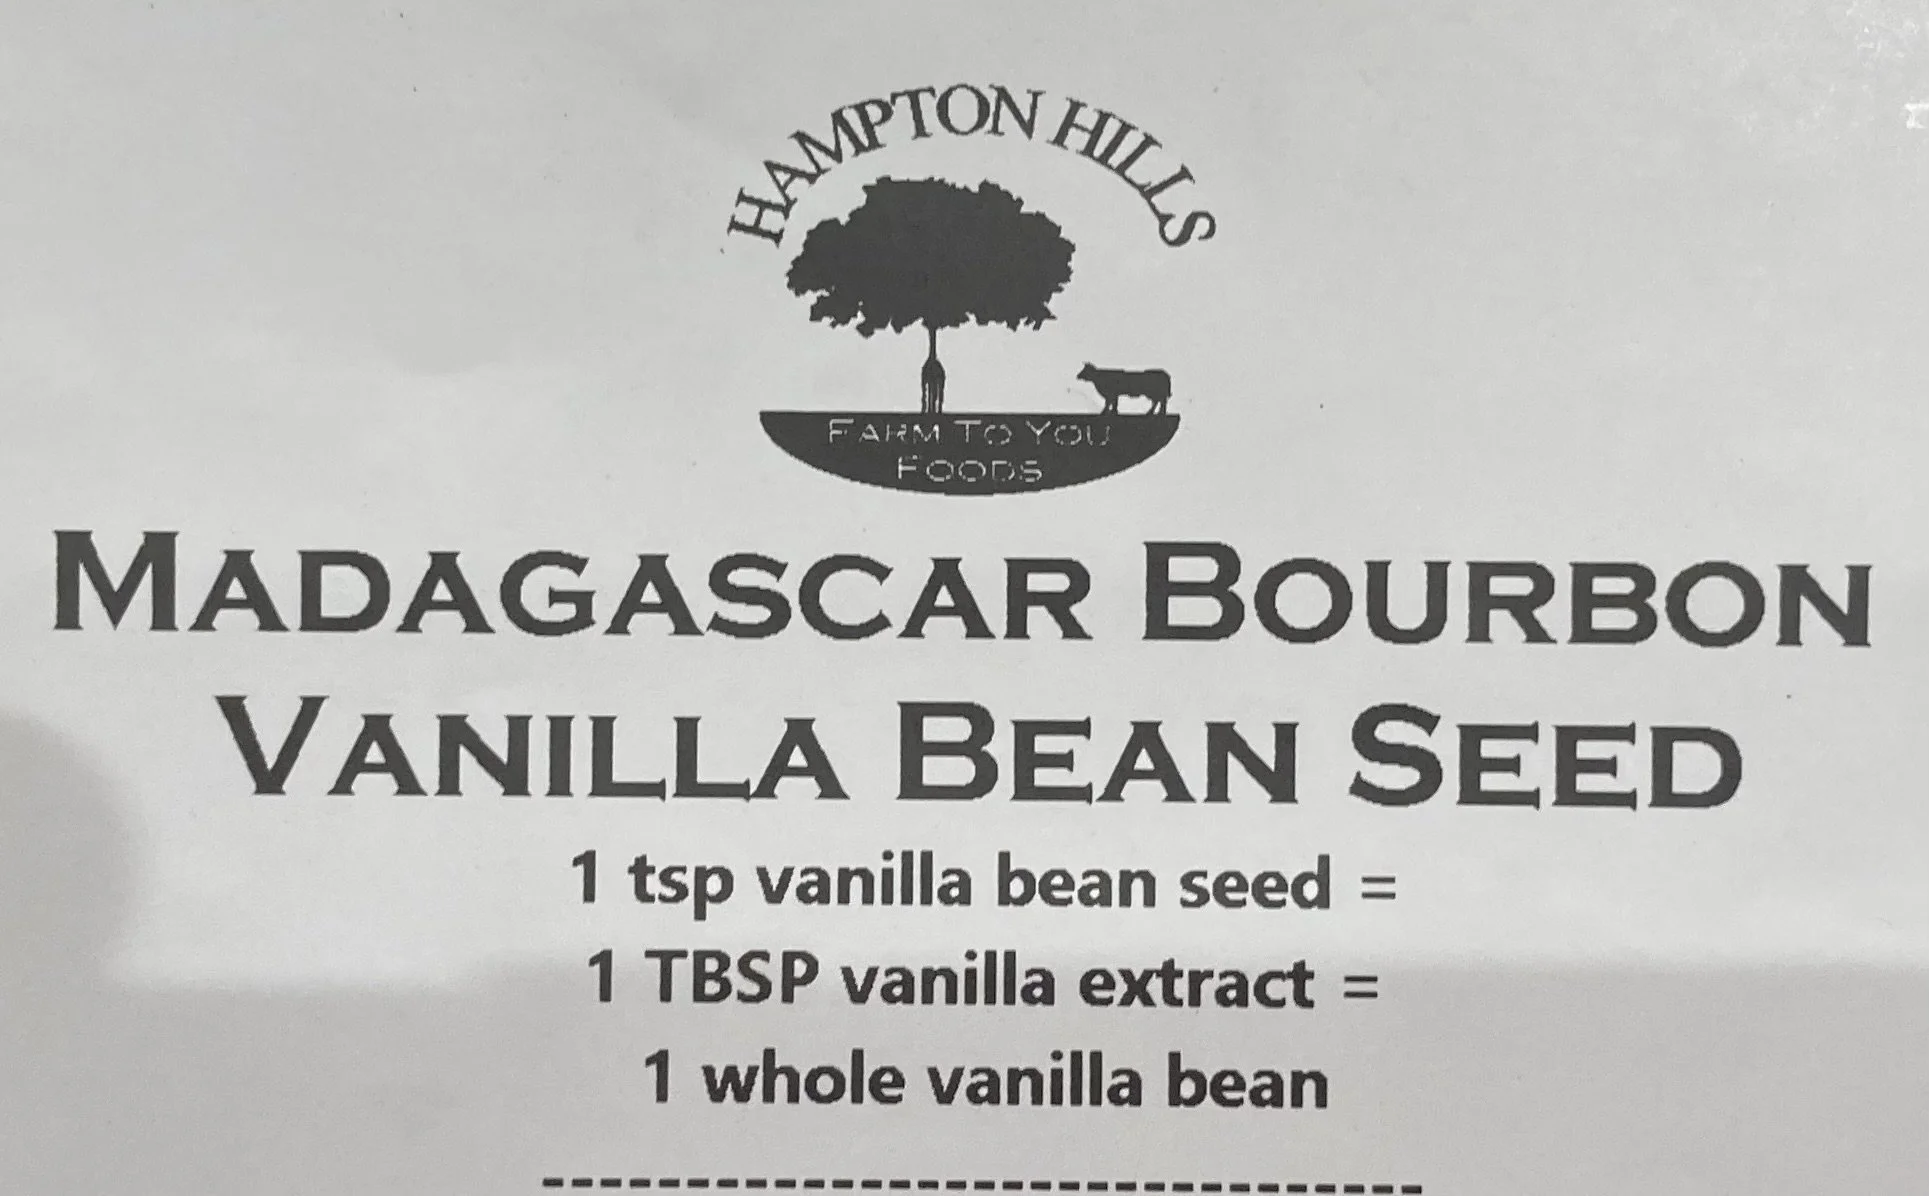 HAMPTON HILLS
FARM TO YOU
FOODS
MADAGASCAR BOURBON
VANILLA BEAN SEED
1 tsp vanilla bean seed =
1 TBSP vanilla extract =
1 whole vanilla bean
---------------------------------